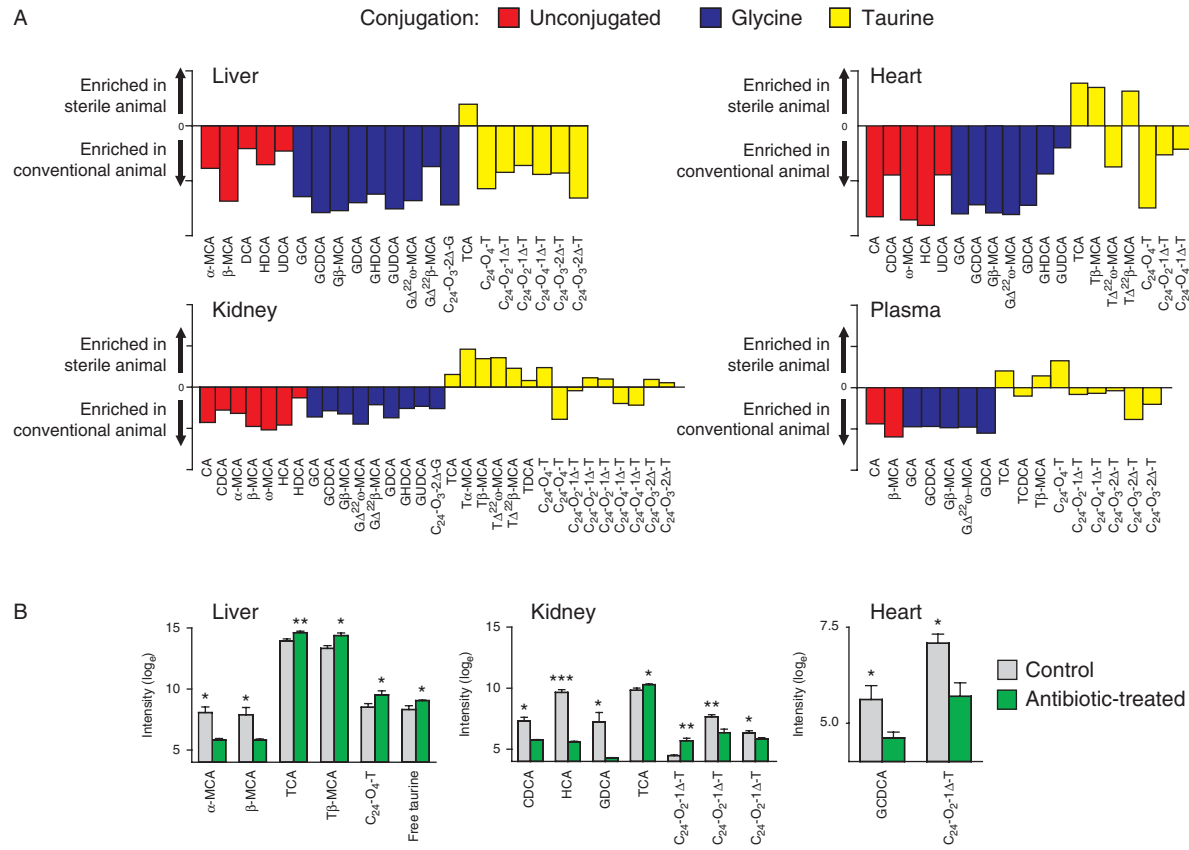 A
Conjugation: Unconjugated Glycine Taurine
Liver
Enriched in
sterile animal
0
Enriched in
conventional animal
α-MCA
β-MCA
DCA
HDCA
UDCA
GCA
GCDCA
Gβ-MCA
GDCA
GHDCA
GUDCA
GΔ²²ω-MCA
GΔ²²β-MCA
C₂₄-O₃-2Δ-G
TCA
C₂₄-O₄-T
C₂₄-O₂-1Δ-T
C₂₄-O₂-1Δ-T
C₂₄-O₄-1Δ-T
C₂₄-O₃-2Δ-T
C₂₄-O₃-2Δ-T
Heart
Enriched in
sterile animal
0
Enriched in
conventional animal
CA
CDCA
ω-MCA
HCA
UDCA
GCA
GCDCA
Gβ-MCA
GΔ²²ω-MCA
GDCA
GHDCA
GUDCA
TCA
Tβ-MCA
TΔ²²ω-MCA
TΔ²²β-MCA
C₂₄-O₄-T
C₂₄-O₂-1Δ-T
C₂₄-O₄-1Δ-T
Kidney
Enriched in
sterile animal
0
Enriched in
conventional animal
CA
CDCA
α-MCA
β-MCA
ω-MCA
HCA
HDCA
GCA
GCDCA
Gβ-MCA
GΔ²²ω-MCA
GΔ²²β-MCA
GDCA
GHDCA
GUDCA
C₂₄-O₃-2Δ-G
TCA
Tα-MCA
Tβ-MCA
TΔ²²ω-MCA
TΔ²²β-MCA
TDCA
C₂₄-O₄-T
C₂₄-O₄-T
C₂₄-O₂-1Δ-T
C₂₄-O₂-1Δ-T
C₂₄-O₂-1Δ-T
C₂₄-O₄-1Δ-T
C₂₄-O₄-1Δ-T
C₂₄-O₃-2Δ-T
C₂₄-O₃-2Δ-T
Plasma
Enriched in
sterile animal
0
Enriched in
conventional animal
CA
β-MCA
GCA
GCDCA
Gβ-MCA
GΔ²²ω-MCA
GDCA
TCA
TCDCA
Tβ-MCA
C₂₄-O₄-T
C₂₄-O₂-1Δ-T
C₂₄-O₄-1Δ-T
C₂₄-O₃-2Δ-T
C₂₄-O₃-2Δ-T
C₂₄-O₃-2Δ-T
B
Liver
Intensity (logₑ)
15
10
5
*
*
**
*
*
*
α-MCA
β-MCA
TCA
Tβ-MCA
C₂₄-O₄-T
Free taurine
Kidney
Intensity (logₑ)
15
10
5
*
***
*
*
**
**
*
CDCA
HCA
GDCA
TCA
C₂₄-O₂-1Δ-T
C₂₄-O₂-1Δ-T
C₂₄-O₂-1Δ-T
Heart
Intensity (logₑ)
7.5
5.0
*
*
GCDCA
C₂₄-O₂-1Δ-T
Control
Antibiotic-treated